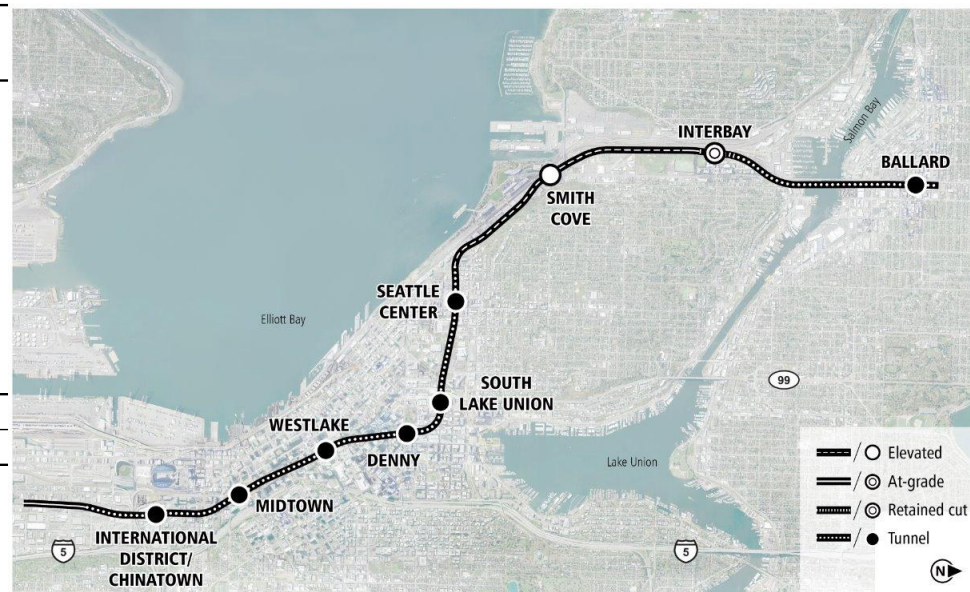 INTERBAY
Salmon Bay
BALLARD
SMITH
COVE
SEATTLE
CENTER
Elliott Bay
99
SOUTH
LAKE UNION
WESTLAKE
DENNY
Lake Union
MIDTOWN
INTERNATIONAL
DISTRICT/
CHINATOWN
5
5
/ Elevated
/ At-grade
/ Retained cut
/ Tunnel
N